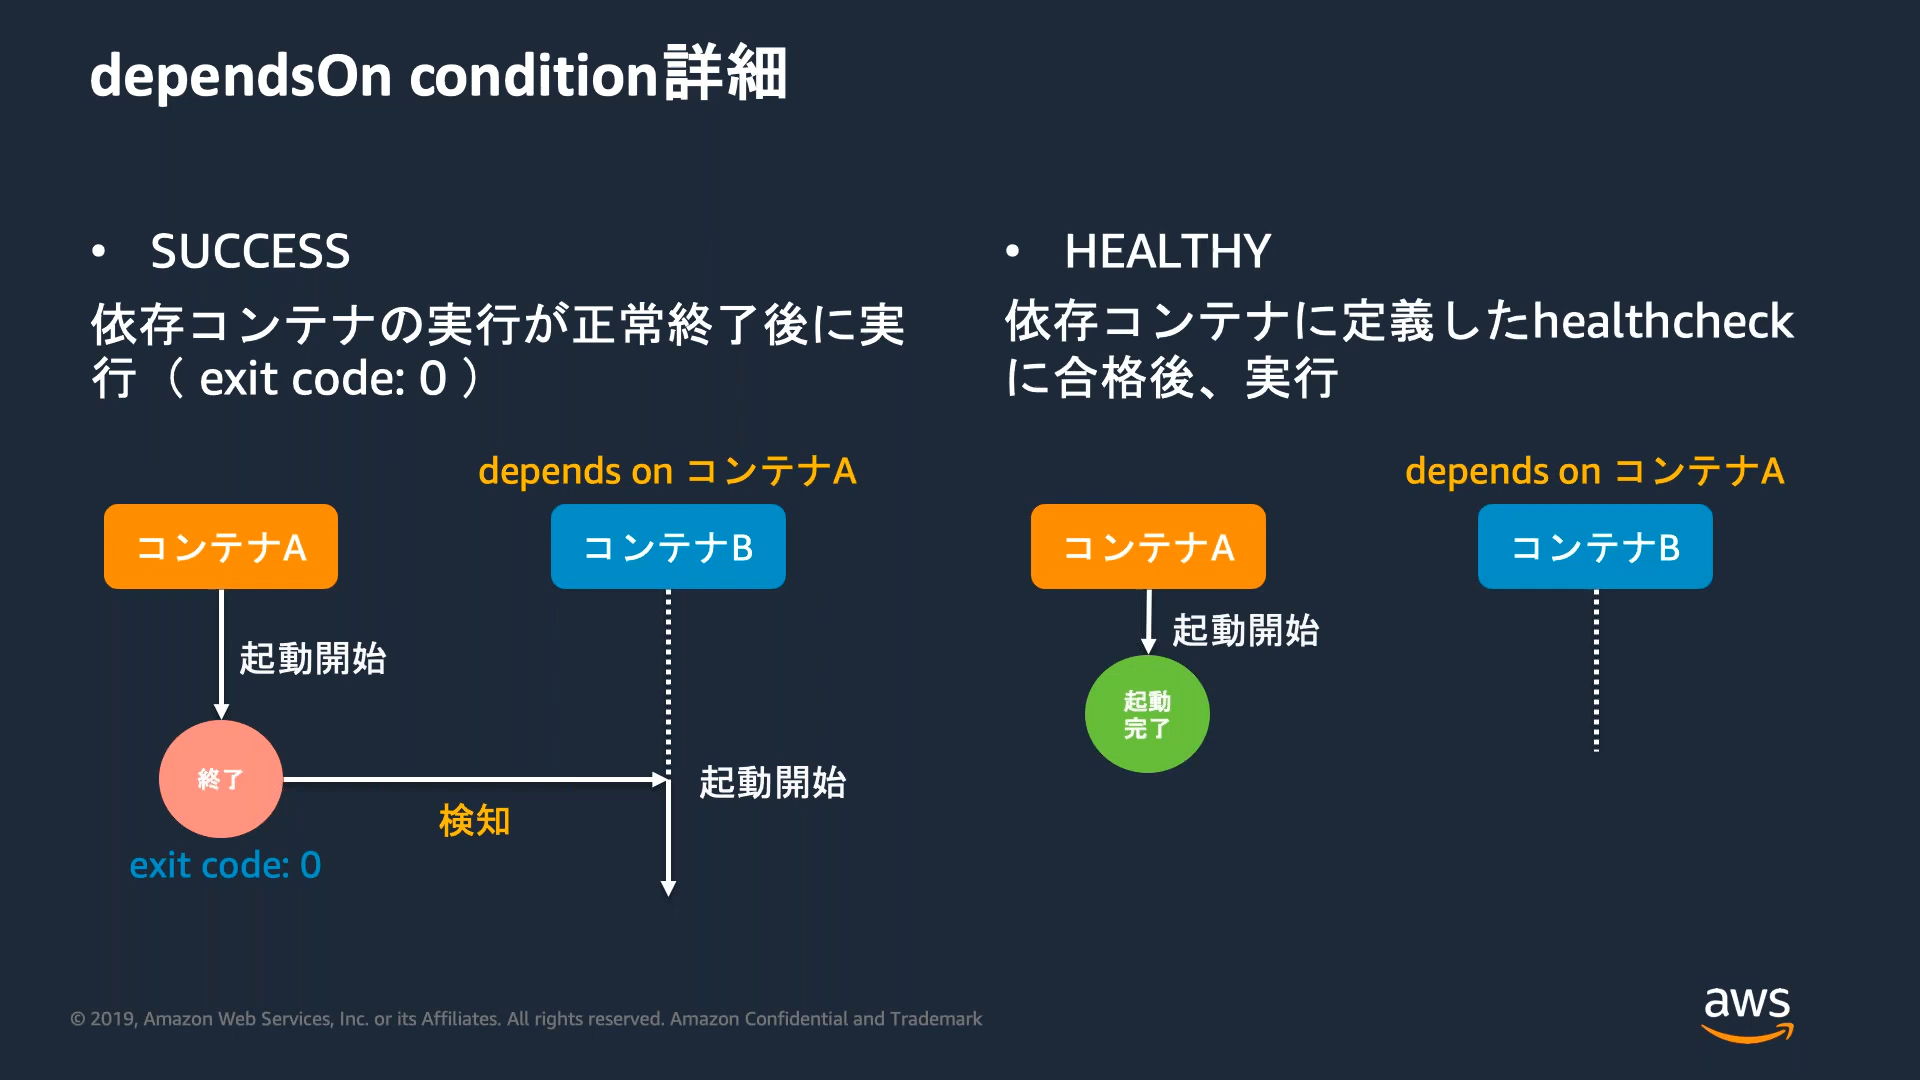 dependsOn condition詳細
• SUCCESS
依存コンテナの実行が正常終了後に実
行（ exit code: 0 ）
depends on コンテナA
コンテナA
コンテナB
起動開始
終了
検知
起動開始
exit code: 0
• HEALTHY
依存コンテナに定義したhealthcheck
に合格後、実行
depends on コンテナA
コンテナA
コンテナB
起動開始
起動
完了
© 2019, Amazon Web Services, Inc. or its Affiliates. All rights reserved. Amazon Confidential and Trademark
aws